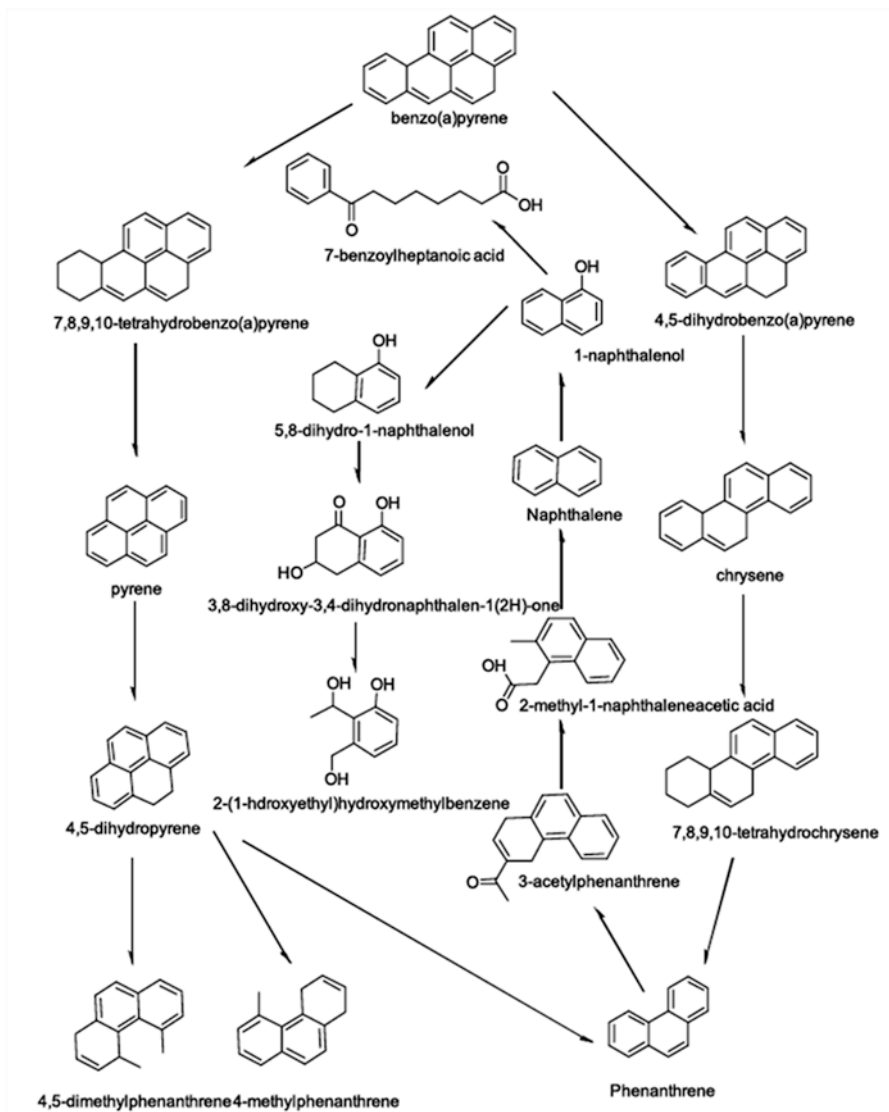 benzo(a)pyrene
O
OH
O
7-benzoylheptanoic acid
7,8,9,10-tetrahydrobenzo(a)pyrene
OH
1-naphthalenol
4,5-dihydrobenzo(a)pyrene
OH
5,8-dihydro-1-naphthalenol
Naphthalene
pyrene
O
OH
HO
3,8-dihydroxy-3,4-dihydronaphthalen-1(2H)-one
chrysene
OH
O
2-methyl-1-naphthaleneacetic acid
OH
OH
OH
2-(1-hdroxyethyl)hydroxymethylbenzene
4,5-dihydropyrene
7,8,9,10-tetrahydrochrysene
O
3-acetylphenanthrene
4,5-dimethylphenanthrene
4-methylphenanthrene
Phenanthrene